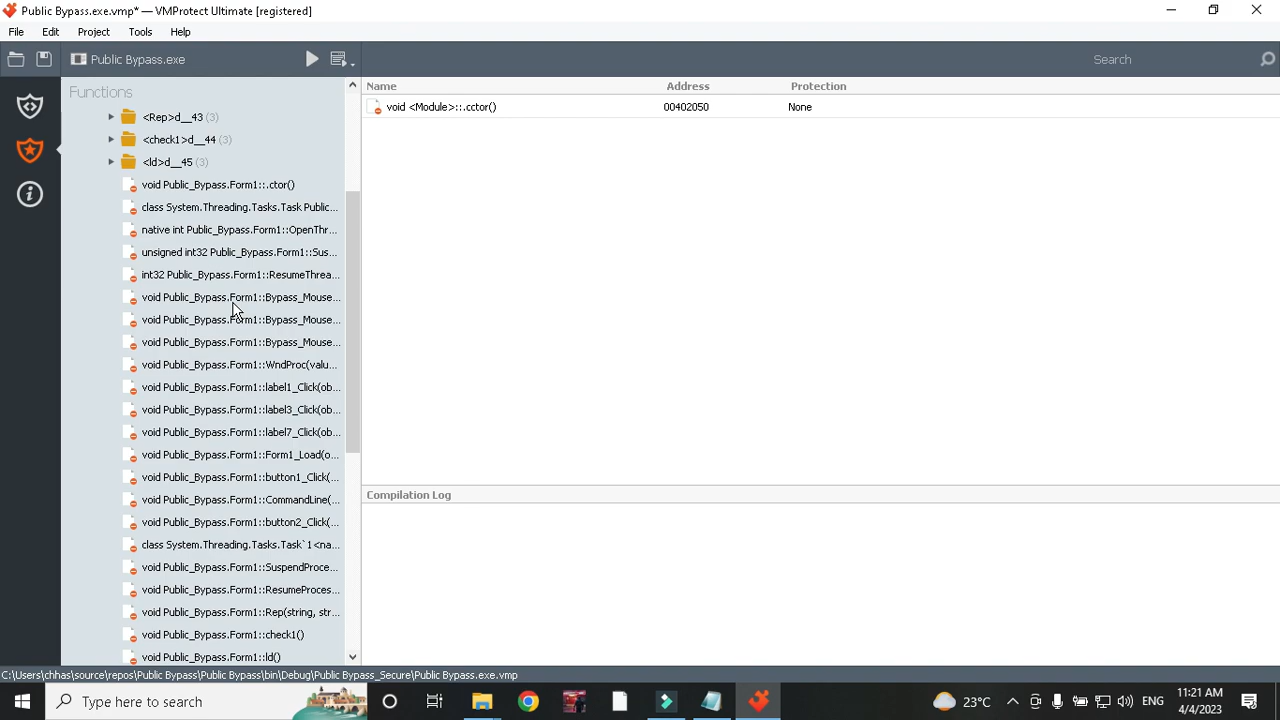 Public Bypass.exe.vmp* — VMProtect Ultimate [registered]
File Edit Project Tools Help
Public Bypass.exe
Search
Functions
Name Address Protection
void <Module>::.cctor() 00402050 None
<Rep>d__43 (3)
<check1>d__44 (3)
<ld>d__45 (3)
void Public_Bypass.Form1::.ctor()
class System.Threading.Tasks.Task Public...
native int Public_Bypass.Form1::OpenThr...
unsigned int32 Public_Bypass.Form1::Sus...
int32 Public_Bypass.Form1::ResumeThrea...
void Public_Bypass.Form1::Bypass_Mouse...
void Public_Bypass.Form1::Bypass_Mouse...
void Public_Bypass.Form1::Bypass_Mouse...
void Public_Bypass.Form1::WndProc(valu...
void Public_Bypass.Form1::label1_Click(ob...
void Public_Bypass.Form1::label3_Click(ob...
void Public_Bypass.Form1::label7_Click(ob...
void Public_Bypass.Form1::Form1_Load(o...
void Public_Bypass.Form1::button1_Click(...
void Public_Bypass.Form1::CommandLine(...
void Public_Bypass.Form1::button2_Click(...
class System.Threading.Tasks.Task`1<na...
void Public_Bypass.Form1::SuspendProce...
void Public_Bypass.Form1::ResumeProces...
void Public_Bypass.Form1::Rep(string, str...
void Public_Bypass.Form1::check1()
void Public_Bypass.Form1::ld()
Compilation Log
C:\Users\chhas\source\repos\Public Bypass\Public Bypass\bin\Debug\Public Bypass_Secure\Public Bypass.exe.vmp
Type here to search
23°C
ENG
11:21 AM
4/4/2023